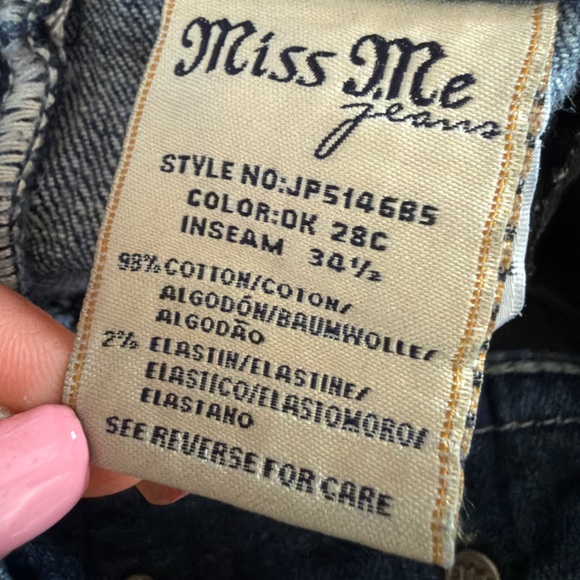 Miss Me
jeans
STYLE NO:JP5146B5
COLOR:DK 28C
INSEAM 34½
98% COTTON/COTON/
ALGODÓN/BAUMWOLLE/
ALGODÃO
2% ELASTIN/ELASTINE/
ELASTICO/ELASTOMORO/
ELASTANO
SEE REVERSE FOR CARE